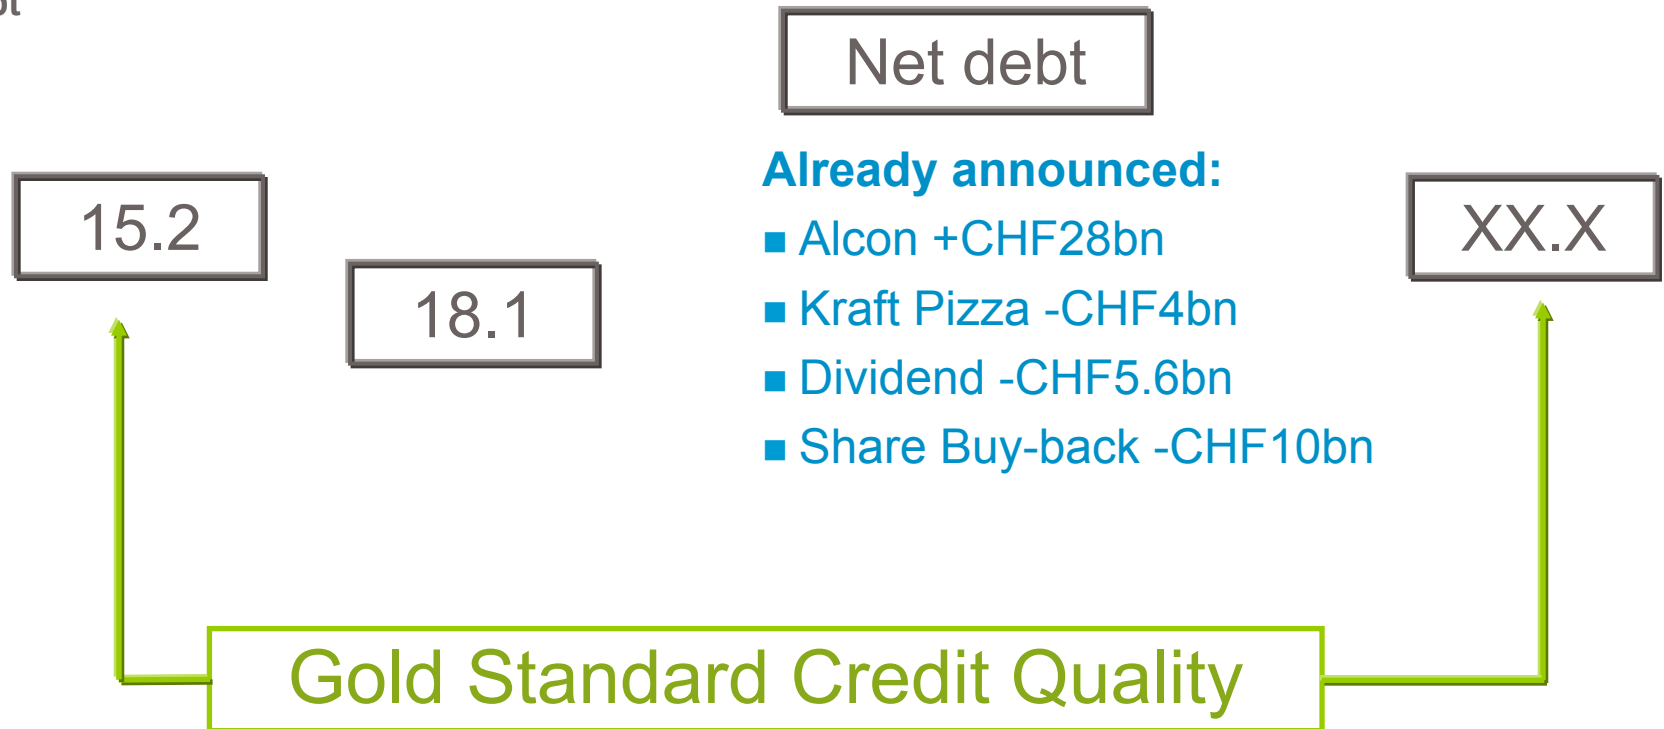 Net debt
Already announced:
15.2
Alcon +CHF28bn
XX.X
18.1
Kraft Pizza -CHF4bn
Dividend -CHF5.6bn
Share Buy-back -CHF10bn
Gold Standard Credit Quality